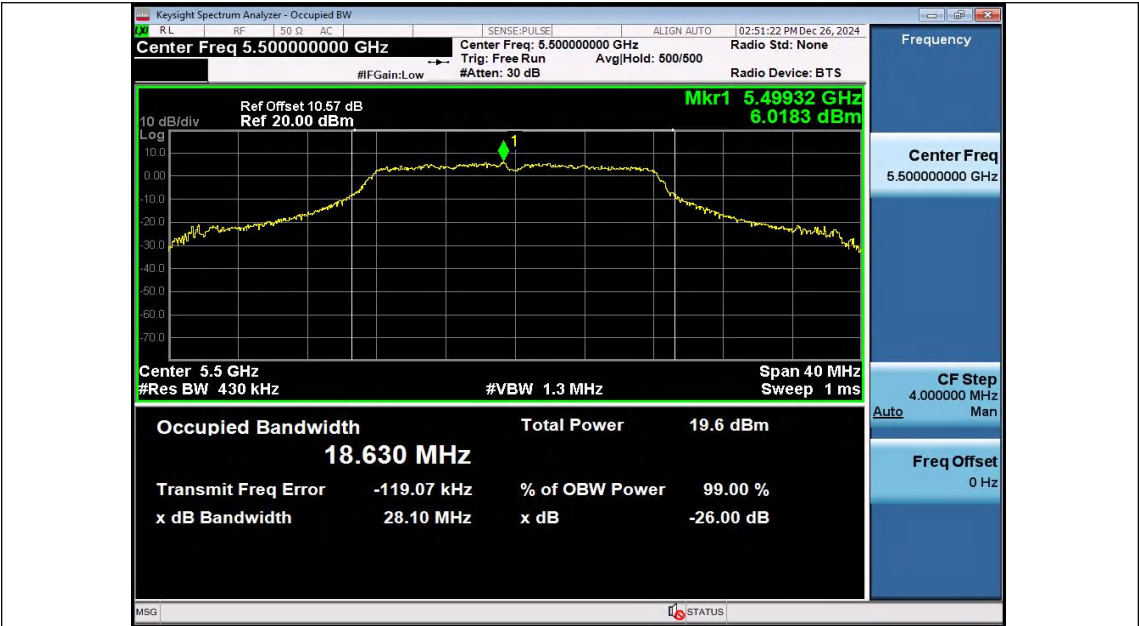 Keysight Spectrum Analyzer - Occupied BW
LXI RL RF 50 Ω AC SENSE:PULSE ALIGN AUTO 02:51:22 PM Dec 26, 2024
Center Freq 5.500000000 GHz
Center Freq: 5.500000000 GHz Radio Std: None
Trig: Free Run Avg|Hold: 500/500
#IFGain:Low #Atten: 30 dB Radio Device: BTS
Mkr1 5.49932 GHz
6.0183 dBm
Ref Offset 10.57 dB
10 dB/div Ref 20.00 dBm
Log
1
10.0
0.00
-10.0
-20.0
-30.0
-40.0
-50.0
-60.0
-70.0
Center 5.5 GHz Span 40 MHz
#Res BW 430 kHz #VBW 1.3 MHz Sweep 1 ms
Occupied Bandwidth Total Power 19.6 dBm
18.630 MHz
Transmit Freq Error -119.07 kHz % of OBW Power 99.00 %
x dB Bandwidth 28.10 MHz x dB -26.00 dB
MSG STATUS
Frequency
Center Freq
5.500000000 GHz
CF Step
4.000000 MHz
Auto Man
Freq Offset
0 Hz